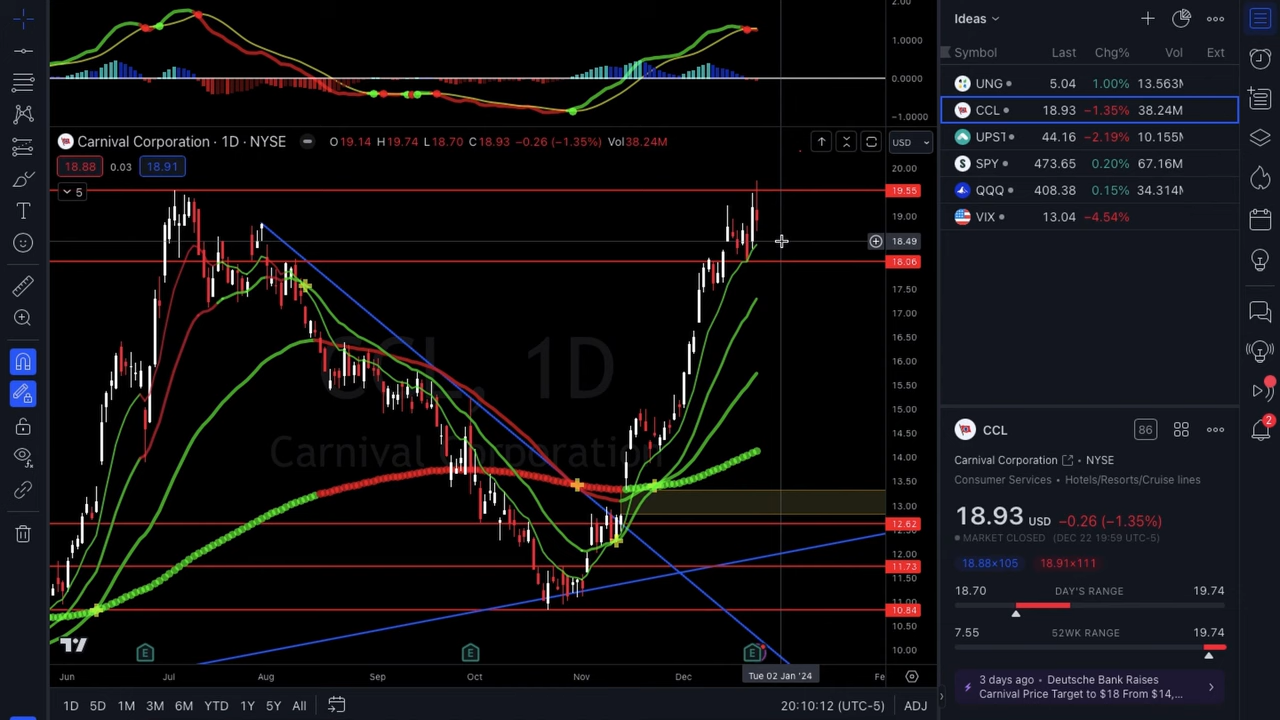 2.00
1.0000
0.0000
−1.0000
Carnival Corporation · 1D · NYSE
O19.14 H19.74 L18.70 C18.93 −0.26 (−1.35%) Vol38.24M
USD
18.88 0.03 18.91
5
20.00
19.55
19.00
18.49
18.06
17.50
17.00
16.50
16.00
15.50
15.00
14.50
14.00
13.50
13.00
12.62
12.00
11.73
11.50
11.00
10.84
10.50
10.00
CCL, 1D
Carnival Corporation
E E E
Jun Jul Aug Sep Oct Nov Dec Tue 02 Jan '24 Fe
1D 5D 1M 3M 6M YTD 1Y 5Y All 20:10:12 (UTC-5) ADJ
Ideas
Symbol Last Chg% Vol Ext
UNG 5.04 1.00% 13.563M
CCL 18.93 −1.35% 38.24M
UPST 44.16 −2.19% 10.155M
SPY 473.65 0.20% 67.16M
QQQ 408.38 0.15% 34.314M
VIX 13.04 −4.54%
CCL 86
Carnival Corporation • NYSE
Consumer Services • Hotels/Resorts/Cruise lines
18.93 USD −0.26 (−1.35%)
MARKET CLOSED (DEC 22 19:59 UTC-5)
18.88×105 18.91×111
18.70 DAY'S RANGE 19.74
7.55 52WK RANGE 19.74
3 days ago • Deutsche Bank Raises
Carnival Price Target to $18 From $14,...
2